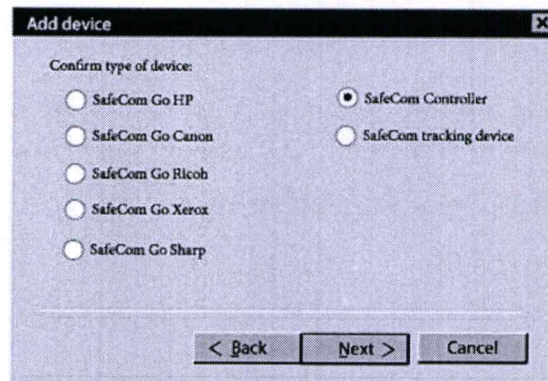 Add device
Confirm type of device:
SafeCom Go HP
SafeCom Go Canon
SafeCom Go Ricoh
SafeCom Go Xerox
SafeCom Go Sharp
SafeCom Controller
SafeCom tracking device
< Back
Next >
Cancel